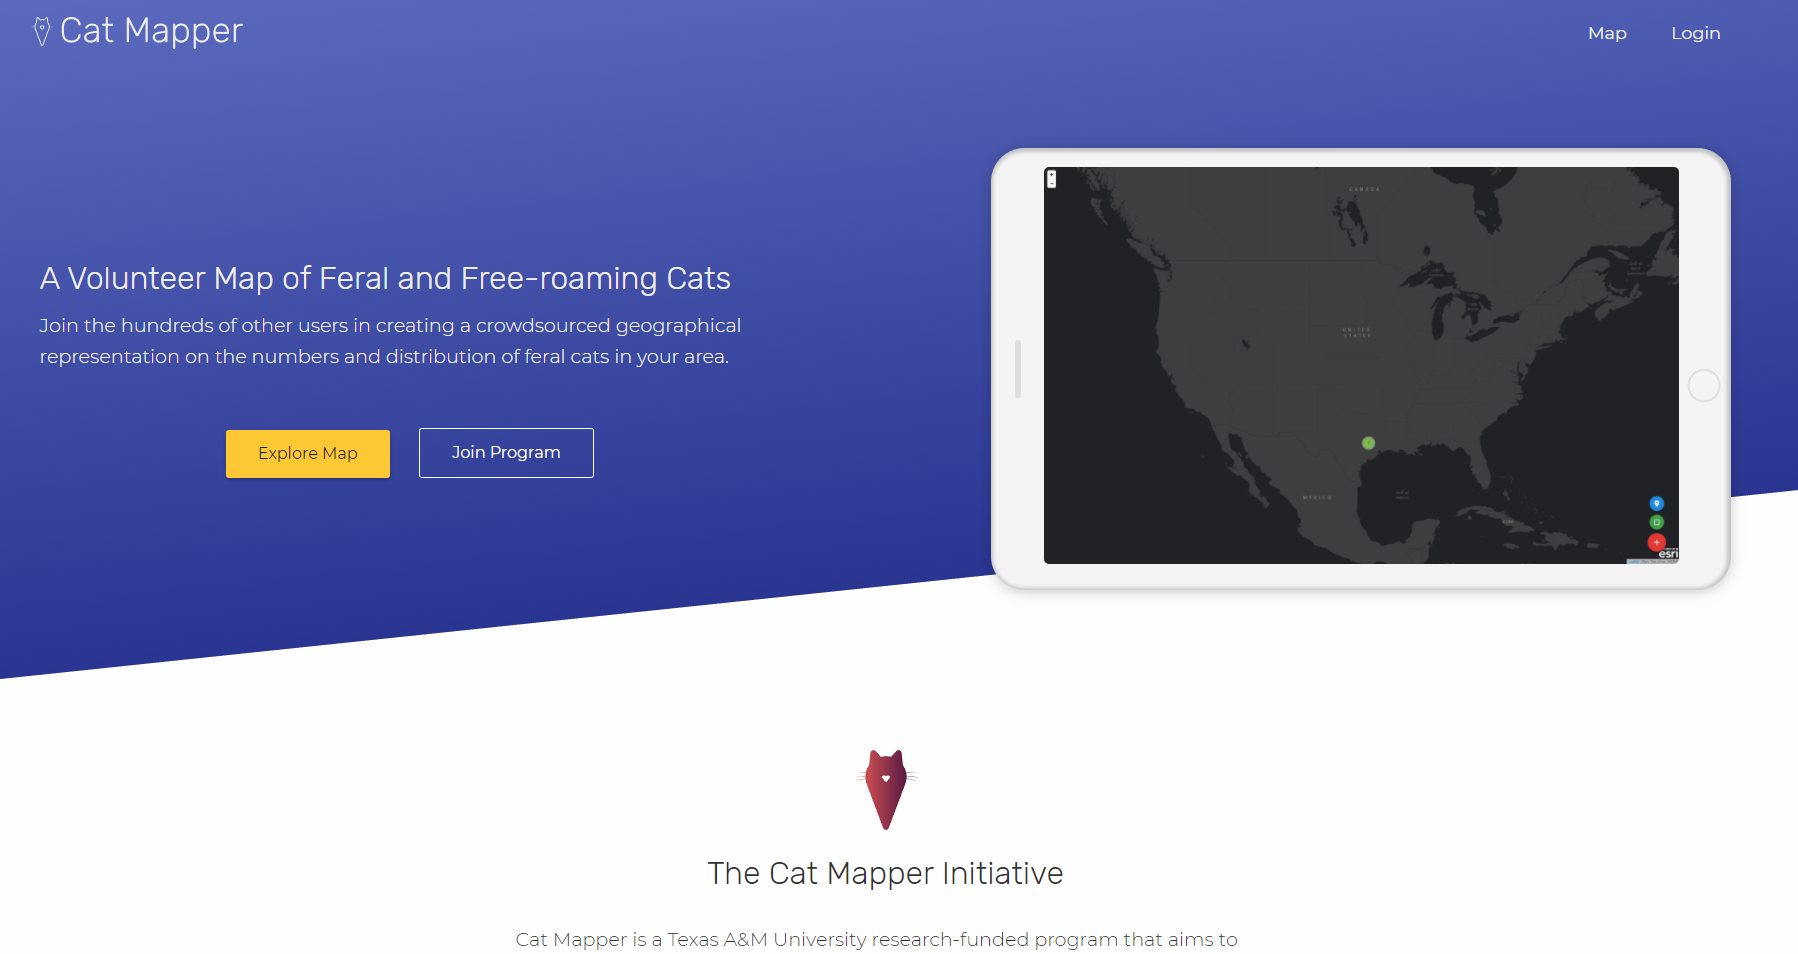 Cat Mapper
Map
Login
A Volunteer Map of Feral and Free-roaming Cats
Join the hundreds of other users in creating a crowdsourced geographical
representation on the numbers and distribution of feral cats in your area.
Explore Map
Join Program
CANADA
UNITED
STATES
MEXICO
esri
The Cat Mapper Initiative
Cat Mapper is a Texas A&M University research-funded program that aims to